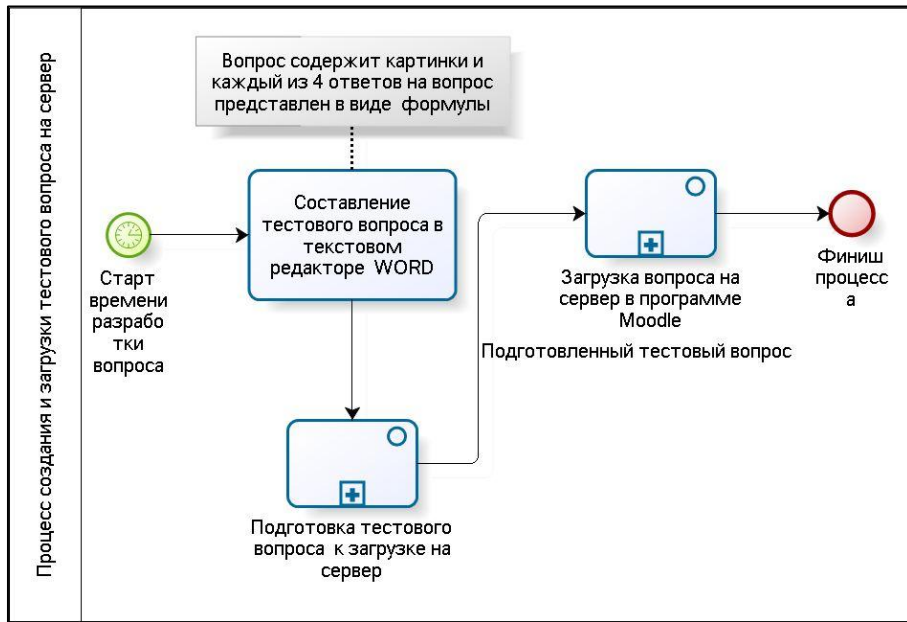 Процесс создания и загрузки тестового вопроса на сервер
Вопрос содержит картинки и
каждый из 4 ответов на вопрос
представлен в виде формулы
Составление
тестового вопроса в
текстовом
редакторе WORD
Старт
времени
разрабо
тки
вопроса
Загрузка вопроса на
сервер в программе
Moodle
Финиш
процесс
а
Подготовленный тестовый вопрос
Подготовка тестового
вопроса к загрузке на
сервер